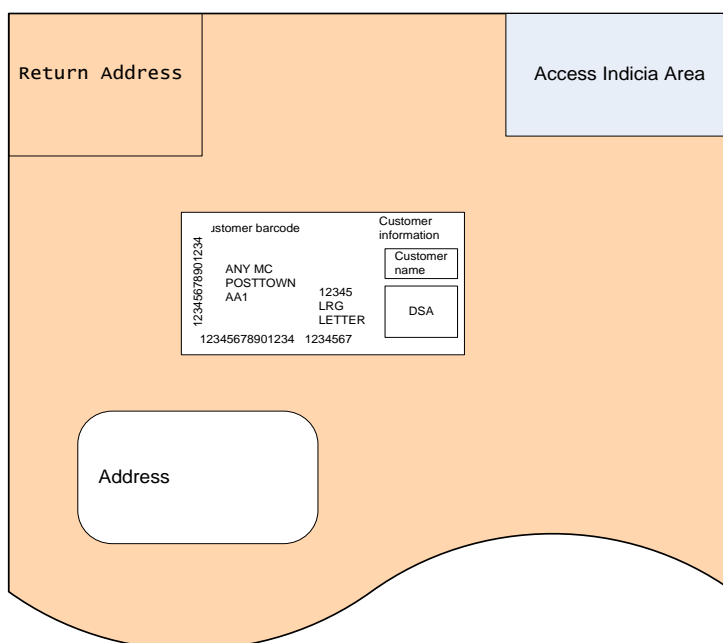 Return Address
Access Indicia Area
ustomer barcode
Customer
information
12345678901234
Customer
name
ANY MC
POSTTOWN
AA1
12345
LRG
LETTER
DSA
12345678901234 1234567
Address